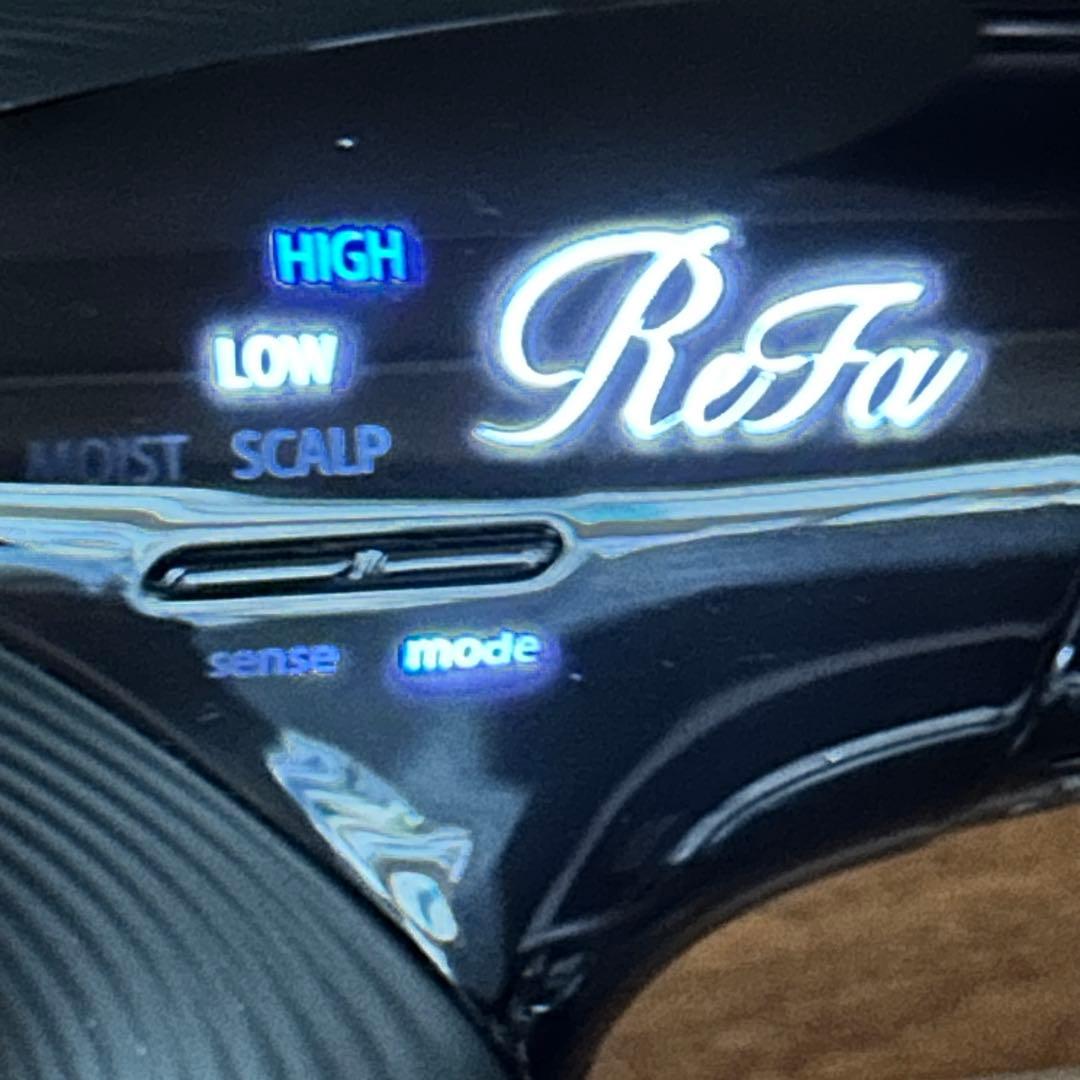 HIGH
LOW
MOIST SCALP
ReFa
sense mode